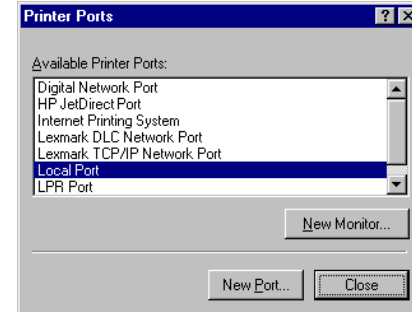 Printer Ports
Available Printer Ports:
Digital Network Port
HP JetDirect Port
Internet Printing System
Lexmark DLC Network Port
Lexmark TCP/IP Network Port
Local Port
LPR Port
New Monitor...
New Port...
Close